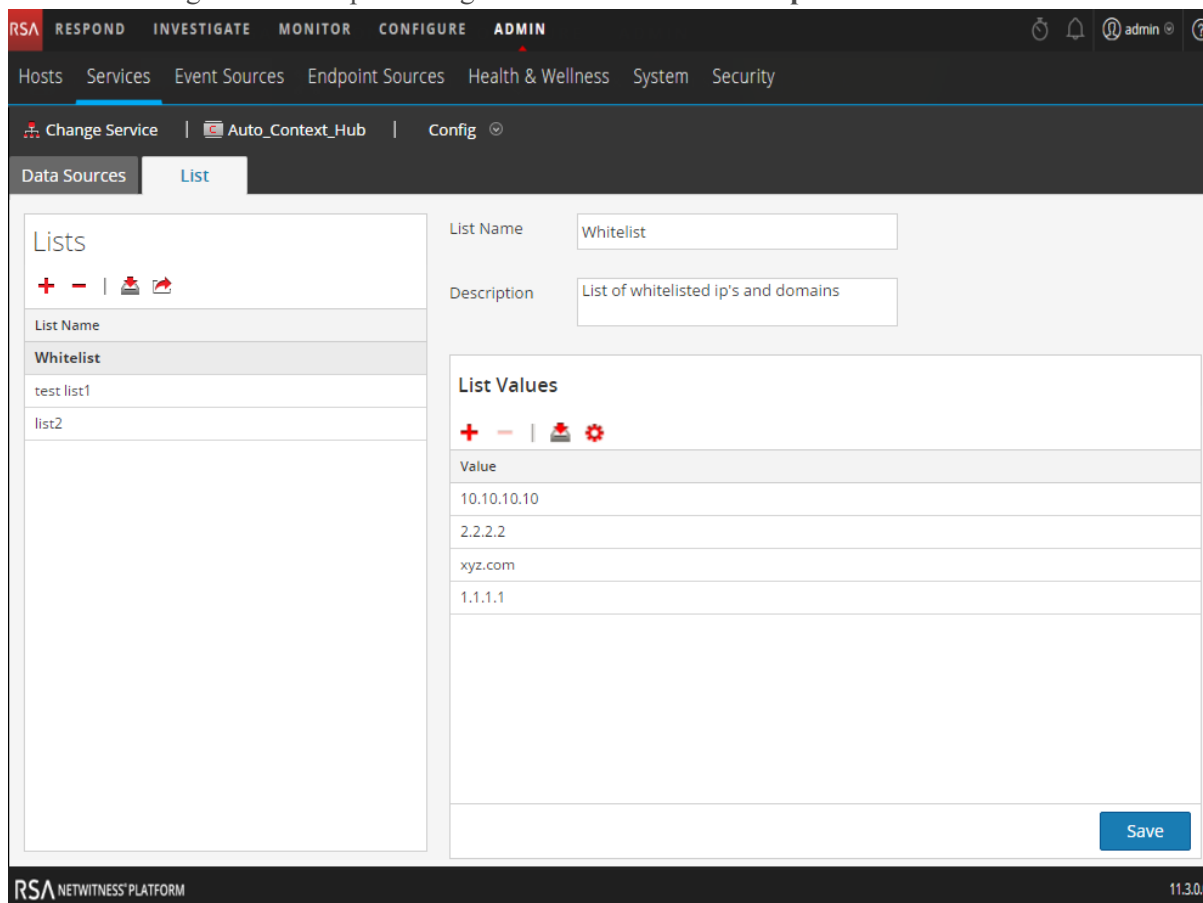 RSA RESPOND INVESTIGATE MONITOR CONFIGURE ADMIN admin
Hosts Services Event Sources Endpoint Sources Health & Wellness System Security
Change Service | Auto_Context_Hub | Config
Data Sources List
Lists
List Name
Whitelist
test list1
list2
List Name Whitelist
Description List of whitelisted ip's and domains
List Values
Value
10.10.10.10
2.2.2.2
xyz.com
1.1.1.1
Save
RSA NETWITNESS® PLATFORM 11.3.0.